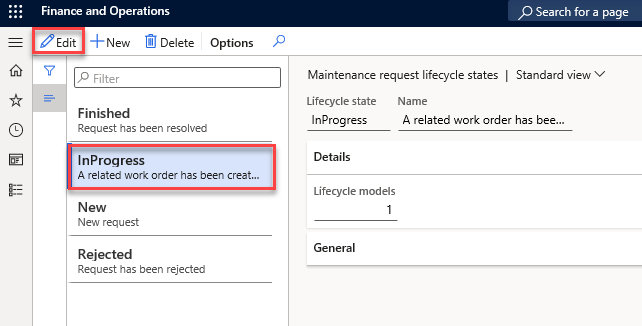 Finance and Operations
Search for a page
Edit
New
Delete
Options
Filter
Finished
Request has been resolved
InProgress
A related work order has been creat...
New
New request
Rejected
Request has been rejected
Maintenance request lifecycle states | Standard view
Lifecycle state Name
InProgress A related work order has bee...
Details
Lifecycle models
1
General